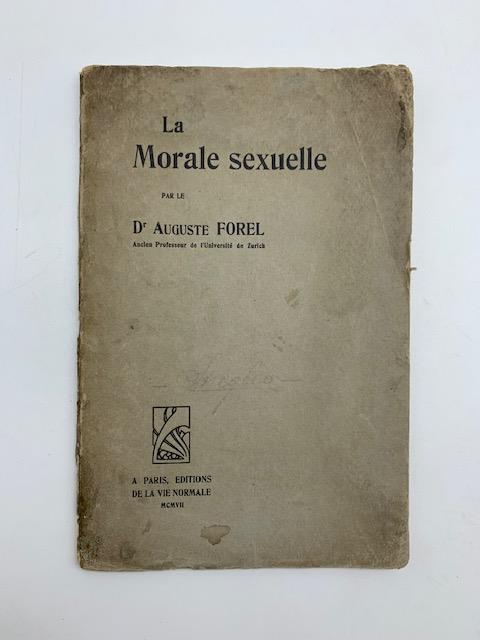 La
Morale sexuelle
PAR LE
Dr AUGUSTE FOREL
Ancien Professeur de l'Université de Zurich
A PARIS, EDITIONS
DE LA VIE NORMALE
MCMVII